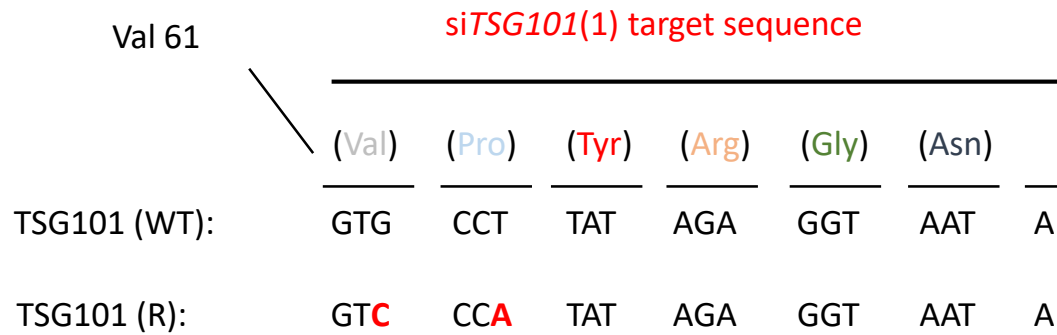 siTSG101(1) target sequence
Val 61
(Val) (Pro) (Tyr) (Arg) (Gly) (Asn)
TSG101 (WT): GTG CCT TAT AGA GGT AAT A
TSG101 (R): GTC CCA TAT AGA GGT AAT A